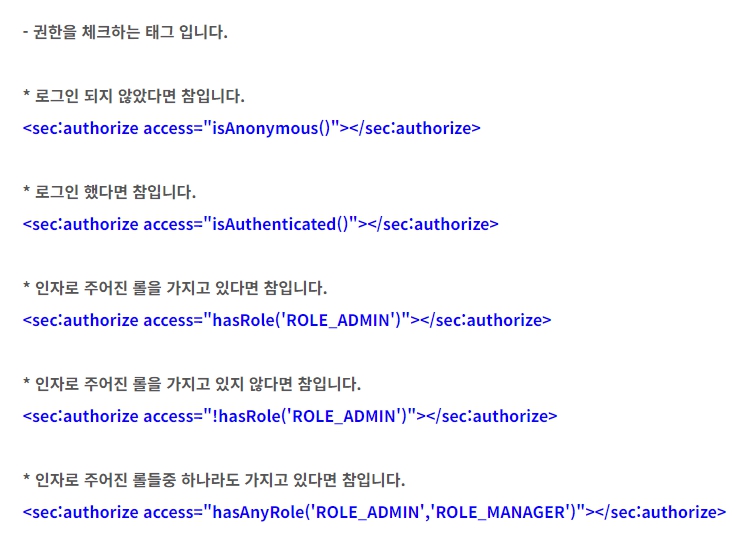 - 권한을 체크하는 태그 입니다.
* 로그인 되지 않았다면 참입니다.
<sec:authorize access="isAnonymous()"></sec:authorize>
* 로그인 했다면 참입니다.
<sec:authorize access="isAuthenticated()"></sec:authorize>
* 인자로 주어진 롤을 가지고 있다면 참입니다.
<sec:authorize access="hasRole('ROLE_ADMIN')"></sec:authorize>
* 인자로 주어진 롤을 가지고 있지 않다면 참입니다.
<sec:authorize access="!hasRole('ROLE_ADMIN')"></sec:authorize>
* 인자로 주어진 롤들중 하나라도 가지고 있다면 참입니다.
<sec:authorize access="hasAnyRole('ROLE_ADMIN','ROLE_MANAGER')"></sec:authorize>